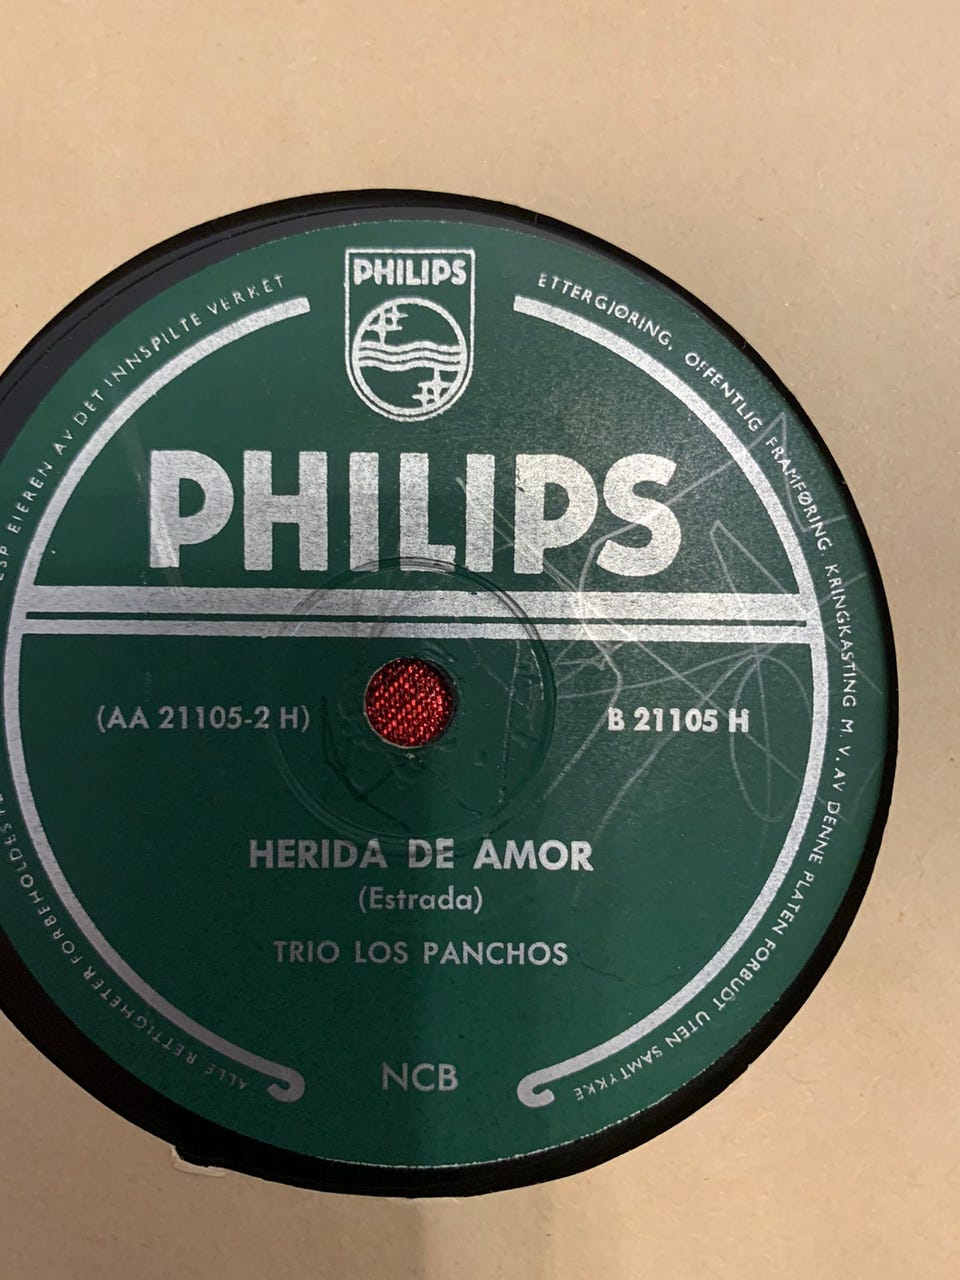 PHILIPS
PHILIPS
(AA 21105-2 H)
B 21105 H
HERIDA DE AMOR
(Estrada)
TRIO LOS PANCHOS
NCB
ALLE RETTIGHETER FORBEHOLDES
ESP EIEREN AV DET INNSPILTE VERKET
ETTERGJØRING, OFFENTLIG FRAMFØRING, KRINGKASTING M.V. AV DENNE PLATEN FORBUDT UTEN SAMTYKKE